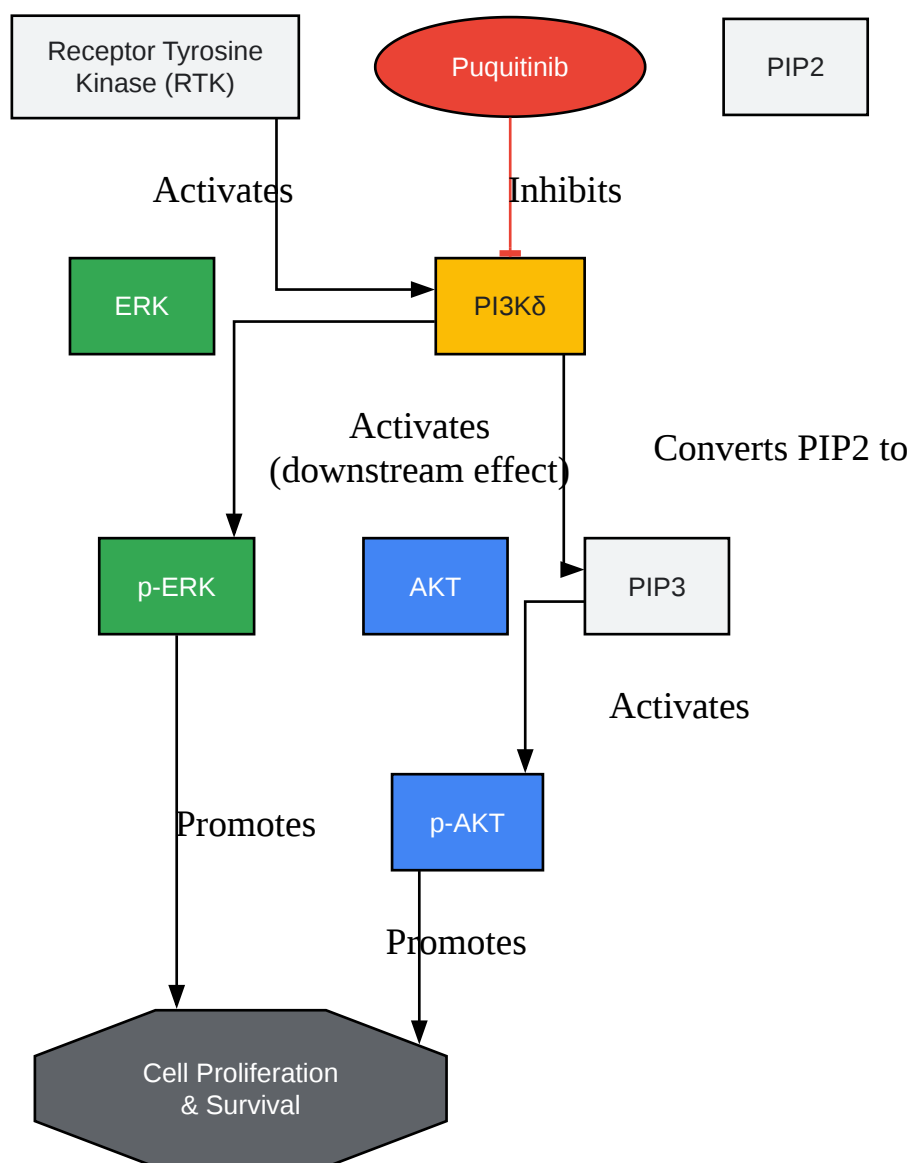 Receptor Tyrosine
Kinase (RTK)
Puquitinib
PIP2
Activates
Inhibits
ERK
PI3Kδ
Activates
(downstream effect)
Converts PIP2 to
p-ERK
AKT
PIP3
Activates
p-AKT
Promotes
Promotes
Cell Proliferation
& Survival